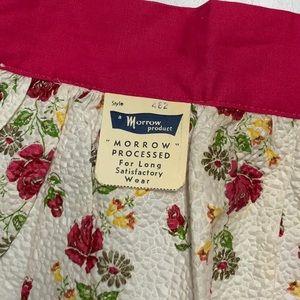 Style 482
a Morrow
product
"MORROW"
PROCESSED
For Long
Satisfactory
Wear